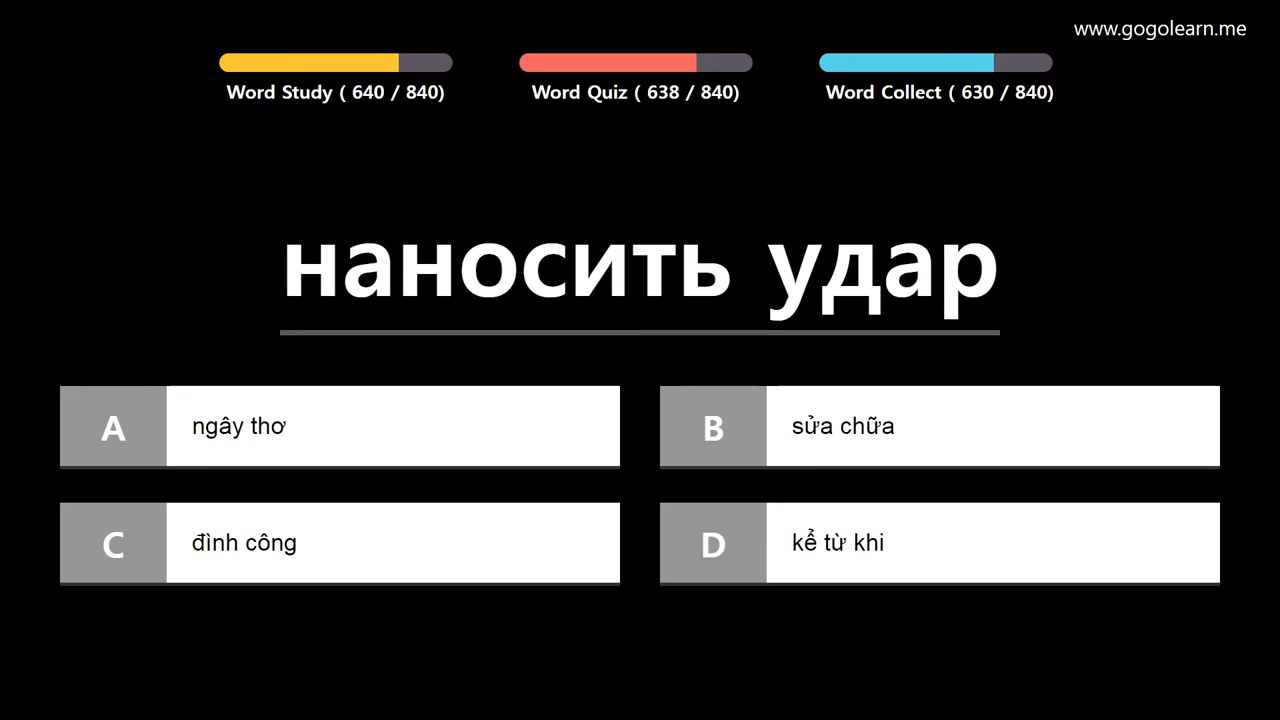 www.gogolearn.me
Word Study ( 640 / 840)
Word Quiz ( 638 / 840)
Word Collect ( 630 / 840)
наносить удар
A ngây thơ
B sửa chữa
C đình công
D kể từ khi